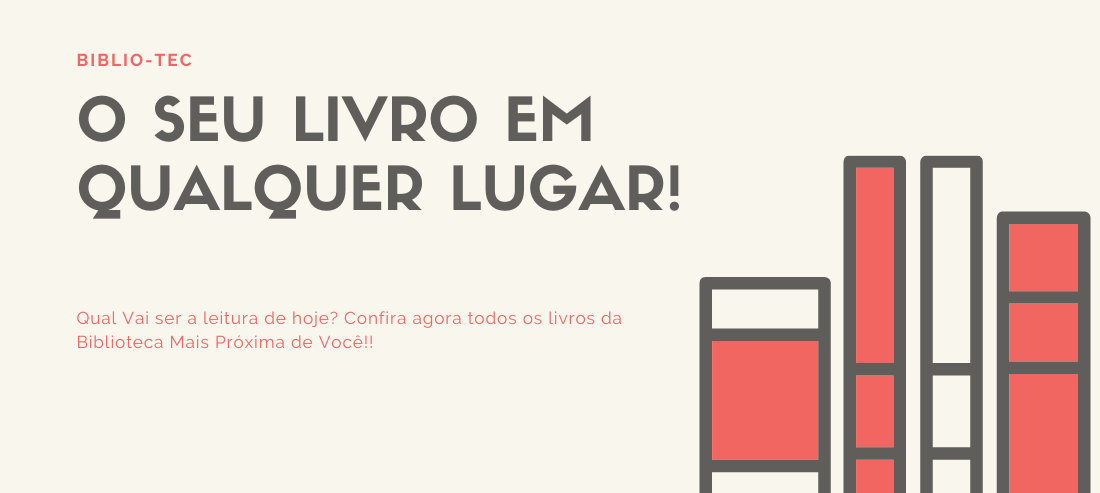 BIBLIO-TEC
O SEU LIVRO EM
QUALQUER LUGAR!
Qual Vai ser a leitura de hoje? Confira agora todos os livros da
Biblioteca Mais Próxima de Você!!